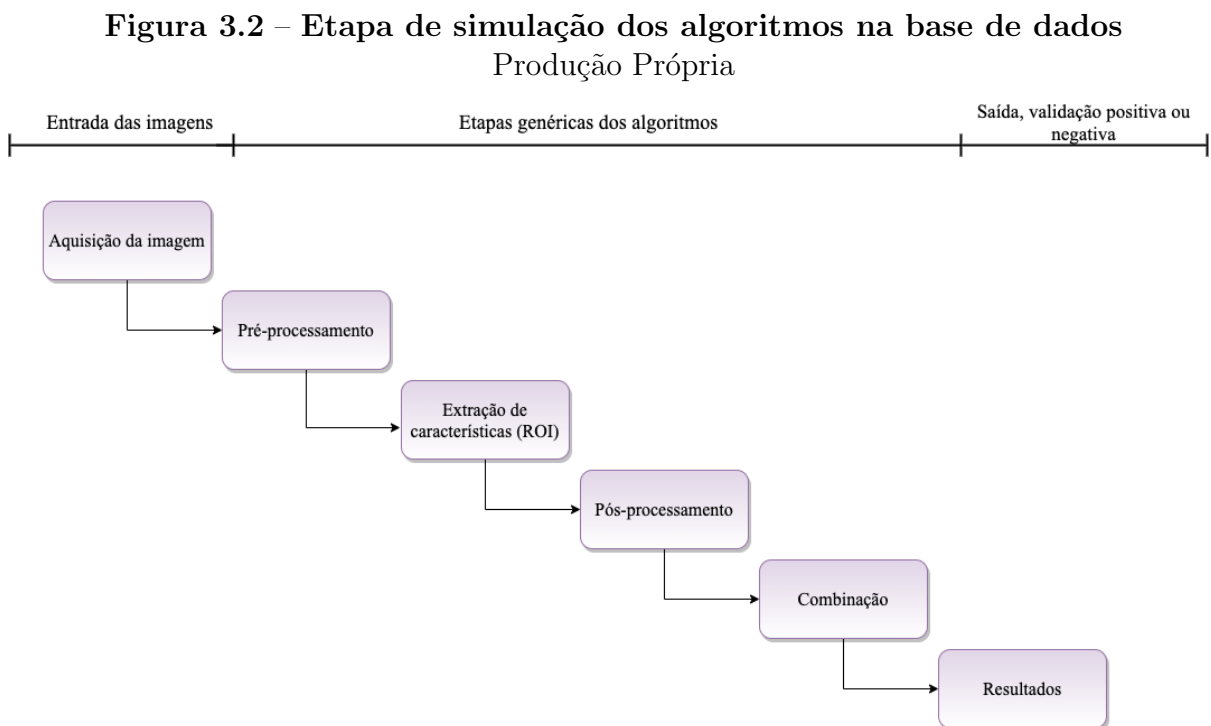 Figura 3.2 – Etapa de simulação dos algoritmos na base de dados
Produção Própria
Entrada das imagens
Etapas genéricas dos algoritmos
Saída, validação positiva ou
negativa
Aquisição da imagem
Pré-processamento
Extração de
características (ROI)
Pós-processamento
Combinação
Resultados